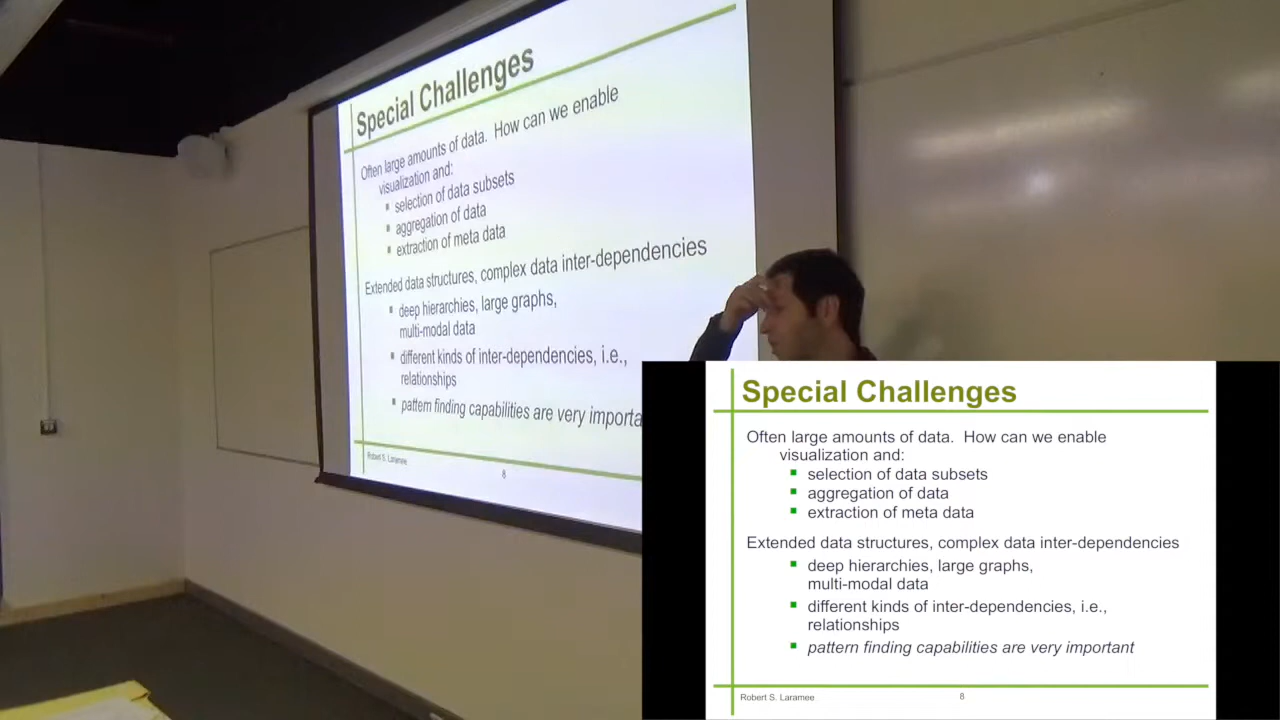 Special Challenges
Often large amounts of data. How can we enable
visualization and:
selection of data subsets
aggregation of data
extraction of meta data
Extended data structures, complex data inter-dependencies
deep hierarchies, large graphs,
multi-modal data
different kinds of inter-dependencies, i.e.,
relationships
pattern finding capabilities are very importa
Robert S. Laramee
8
Special Challenges
Often large amounts of data. How can we enable
visualization and:
selection of data subsets
aggregation of data
extraction of meta data
Extended data structures, complex data inter-dependencies
deep hierarchies, large graphs,
multi-modal data
different kinds of inter-dependencies, i.e.,
relationships
pattern finding capabilities are very important
Robert S. Laramee
8